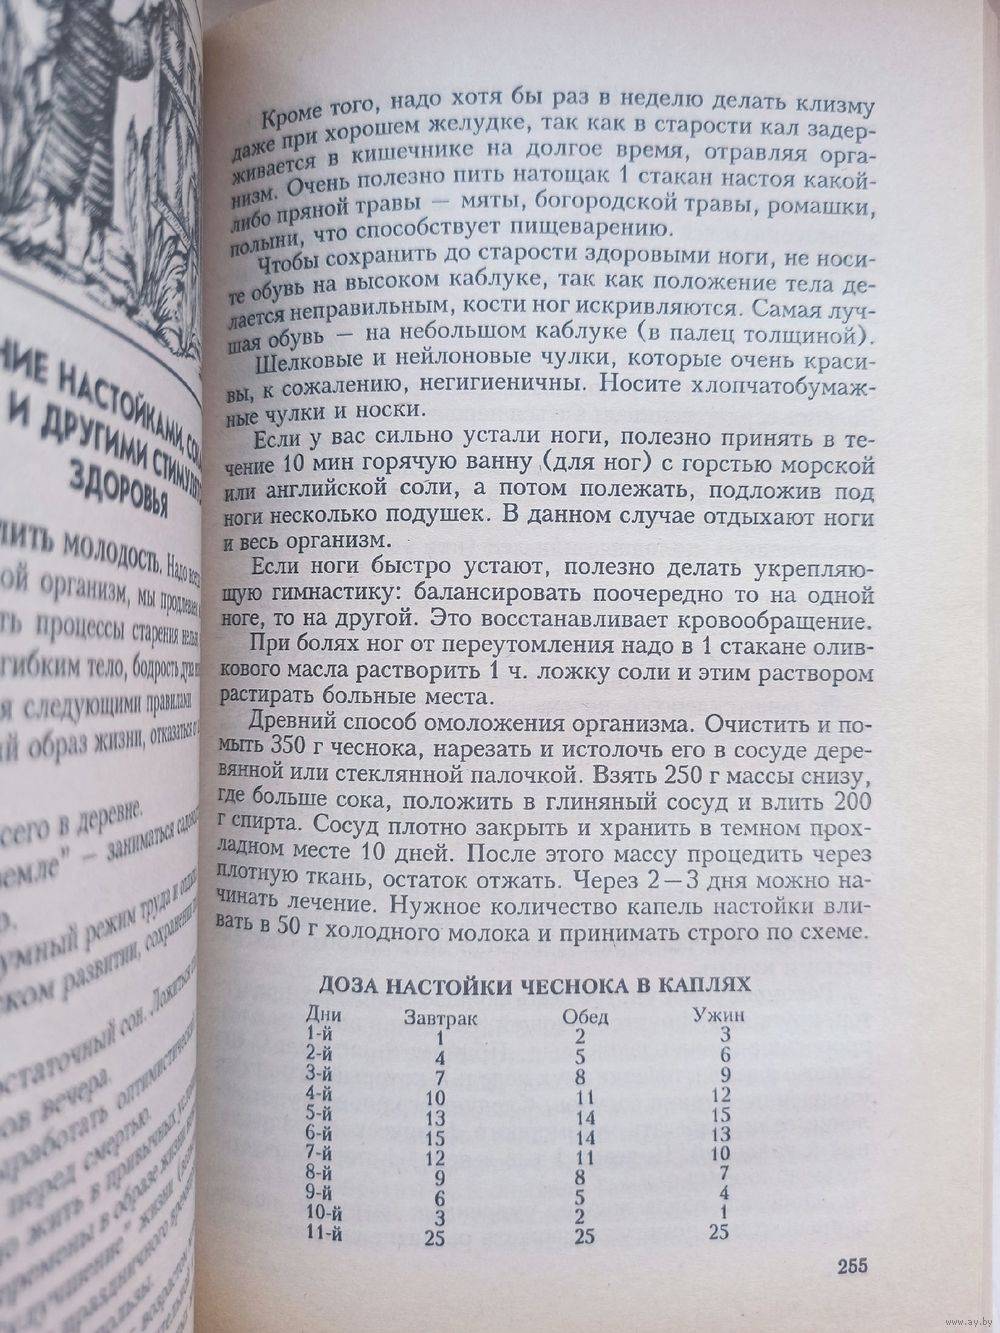 НИЕ НАСТОЙКАМИ,
И ДРУГИМИ
ЗДОРОВЬЯ
МОЛОДОСТЬ. Надо
организм, мы продлеваем
процессы старения нельзя,
гибким тело, бодрость духа
я следующими правилами
образ жизни, отказаться от
сего в деревне.
земле" — заниматься
режим труда и отдыха
развитии, сохранении
сон. Ложиться
вечера.
оптимистический
перед смертью.
жить в привычных
в образе жизни
жизни
праздничного
Кроме того, надо хотя бы раз в неделю делать клизму
даже при хорошем желудке, так как в старости кал задер-
живается в кишечнике на долгое время, отравляя орга-
низм. Очень полезно пить натощак 1 стакан настоя какой-
либо пряной травы — мяты, богородской травы, ромашки,
полыни, что способствует пищеварению.
Чтобы сохранить до старости здоровыми ноги, не носи-
те обувь на высоком каблуке, так как положение тела де-
лается неправильным, кости ног искривляются. Самая луч-
шая обувь — на небольшом каблуке (в палец толщиной).
Шелковые и нейлоновые чулки, которые очень краси-
вы, к сожалению, негигиеничны. Носите хлопчатобумаж-
ные чулки и носки.
Если у вас сильно устали ноги, полезно принять в те-
чение 10 мин горячую ванну (для ног) с горстью морской
или английской соли, а потом полежать, подложив под
ноги несколько подушек. В данном случае отдыхают ноги
и весь организм.
Если ноги быстро устают, полезно делать укрепляю-
щую гимнастику: балансировать поочередно то на одной
ноге, то на другой. Это восстанавливает кровообращение.
При болях ног от переутомления надо в 1 стакане олив-
кового масла растворить 1 ч. ложку соли и этим раствором
растирать больные места.
Древний способ омоложения организма. Очистить и по-
мыть 350 г чеснока, нарезать и истолочь его в сосуде дере-
вянной или стеклянной палочкой. Взять 250 г массы снизу,
где больше сока, положить в глиняный сосуд и влить 200
г спирта. Сосуд плотно закрыть и хранить в темном прох-
ладном месте 10 дней. После этого массу процедить через
плотную ткань, остаток отжать. Через 2—3 дня можно на-
чинать лечение. Нужное количество капель настойки вли-
вать в 50 г холодного молока и принимать строго по схеме.
ДОЗА НАСТОЙКИ ЧЕСНОКА В КАПЛЯХ
Дни Завтрак Обед Ужин
1-й 1 2 3
2-й 4 5 6
3-й 7 8 9
4-й 10 11 12
5-й 13 14 15
6-й 15 14 13
7-й 12 11 10
8-й 9 8 7
9-й 6 5 4
10-й 3 2 1
11-й 25 25 25
255
www.ay.by